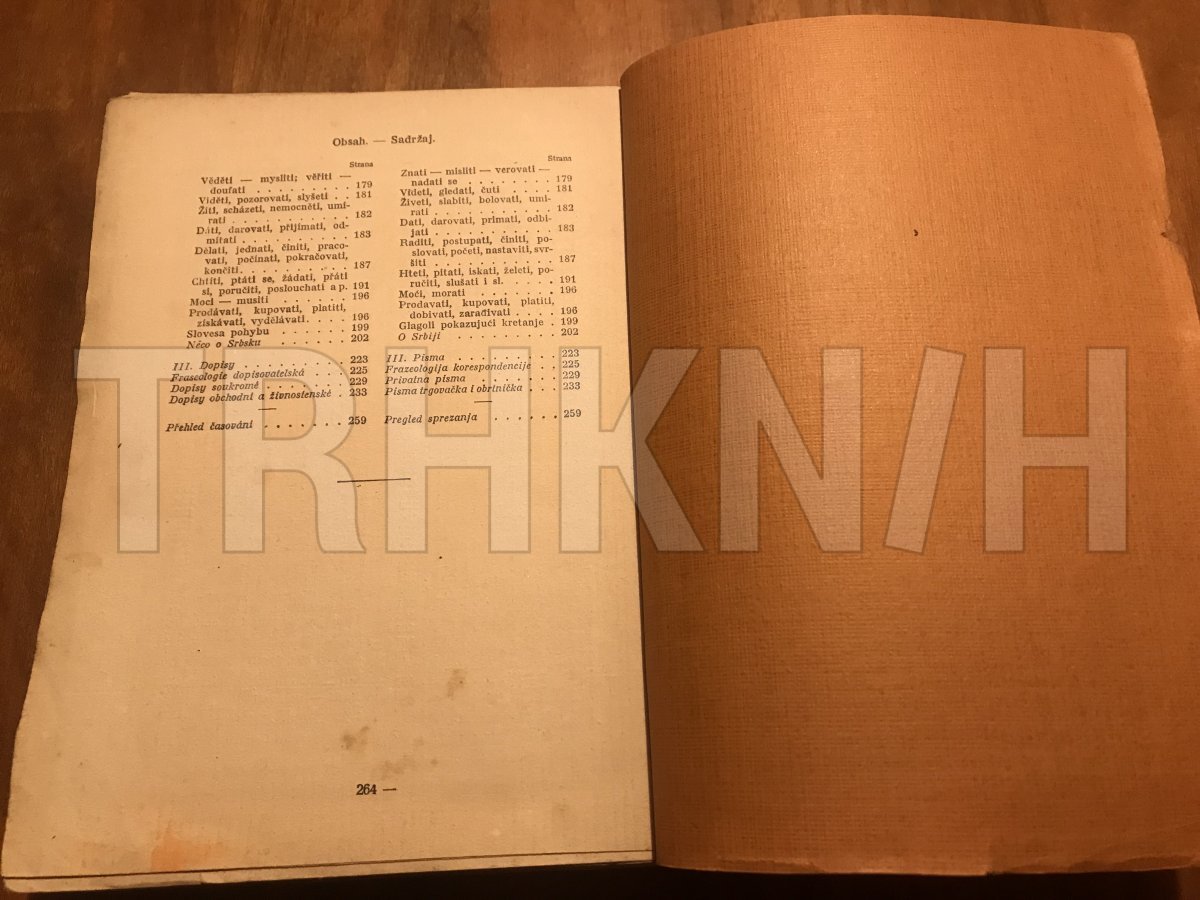 Obsah. — Sadržaj.
Strana
Věděti — mysliti; věřiti —
doufati . . . . . . . . . 179
Viděti, pozorovati, slyšeti . . 181
Žíti, scházeti, nemocněti, umí-
rati . . . . . . . . . . . 182
Dáti, darovati, přijímati, od-
mítati . . . . . . . . . . 183
Dělati, jednati, činiti, praco-
vati, počínati, pokračovati,
končiti . . . . . . . . . 187
Chtíti, ptáti se, žádati, přáti
si, poručiti, poslouchati a p. 191
Moci — musiti . . . . . . 196
Prodávati, kupovati, platiti,
získávati, vydělávati . . . . 196
Slovesa pohybu . . . . . . 199
Něco o Srbsku . . . . . . 202
III. Dopisy . . . . . . . . 223
Fraseologie dopisovatelská . . . 225
Dopisy soukromé . . . . . . . 229
Dopisy obchodní a živnostenské . 233
Přehled časování . . . . . . . 259
Strana
Znati — misliti — verovati —
nadati se . . . . . . . . 179
Videti, gledati, čuti . . . . 181
Živeti, slabiti, bolovati, umi-
rati . . . . . . . . . . . 182
Dati, darovati, primati, odbi-
jati . . . . . . . . . . . 183
Raditi, postupati, činiti, po-
slovati, početi, nastaviti, svr-
šiti . . . . . . . . . . . 187
Hteti, pitati, iskati, želeti, po-
ručiti, slušati i sl. . . . . . 191
Moći, morati . . . . . . . 196
Prodavati, kupovati, platiti,
dobivati, zarađivati . . . . 196
Glagoli pokazujući kretanje . 199
O Srbiji . . . . . . . . . 202
III. Pisma . . . . . . . . . 223
Frazeologija korespondencije . . 225
Privatna pisma . . . . . . . 229
Pisma trgovačka i obrtnička . . . 233
Pregled sprezanja . . . . . . 259
264 —
TRHKNIH